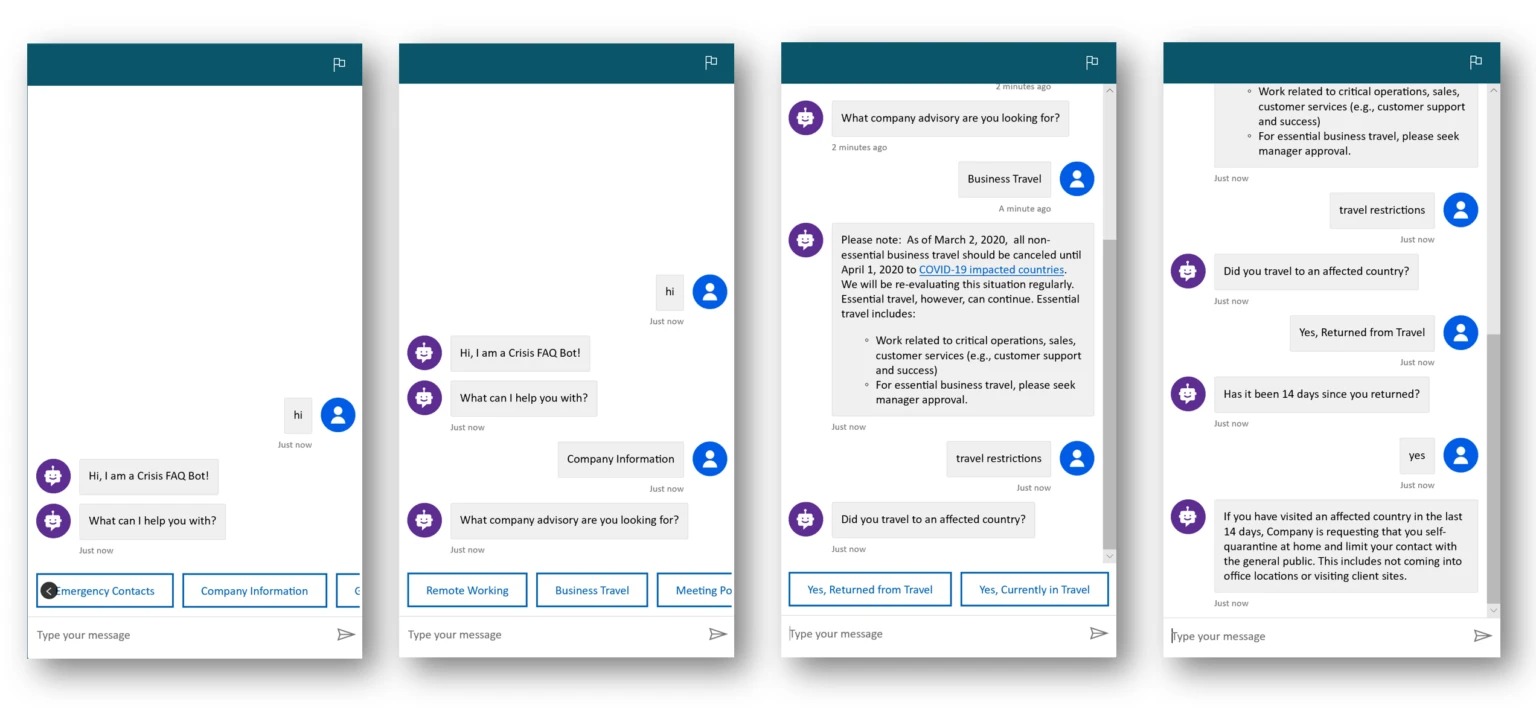 hi
Just now
Hi, I am a Crisis FAQ Bot!
What can I help you with?
Just now
Emergency Contacts
Company Information
Type your message
hi
Just now
Hi, I am a Crisis FAQ Bot!
What can I help you with?
Just now
Company Information
Just now
What company advisory are you looking for?
Just now
Remote Working
Business Travel
Meeting Po
Type your message
2 minutes ago
What company advisory are you looking for?
2 minutes ago
Business Travel
A minute ago
Please note: As of March 2, 2020, all non-
essential business travel should be canceled until
April 1, 2020 to COVID-19 impacted countries.
We will be re-evaluating this situation regularly.
Essential travel, however, can continue. Essential
travel includes:
◦ Work related to critical operations, sales,
customer services (e.g., customer support
and success)
◦ For essential business travel, please seek
manager approval.
Just now
travel restrictions
Just now
Did you travel to an affected country?
Just now
Yes, Returned from Travel
Yes, Currently in Travel
Type your message
◦ Work related to critical operations, sales,
customer services (e.g., customer support
and success)
◦ For essential business travel, please seek
manager approval.
Just now
travel restrictions
Just now
Did you travel to an affected country?
Just now
Yes, Returned from Travel
Just now
Has it been 14 days since you returned?
Just now
yes
Just now
If you have visited an affected country in the last
14 days, Company is requesting that you self-
quarantine at home and limit your contact with
the general public. This includes not coming into
office locations or visiting client sites.
Just now
Type your message